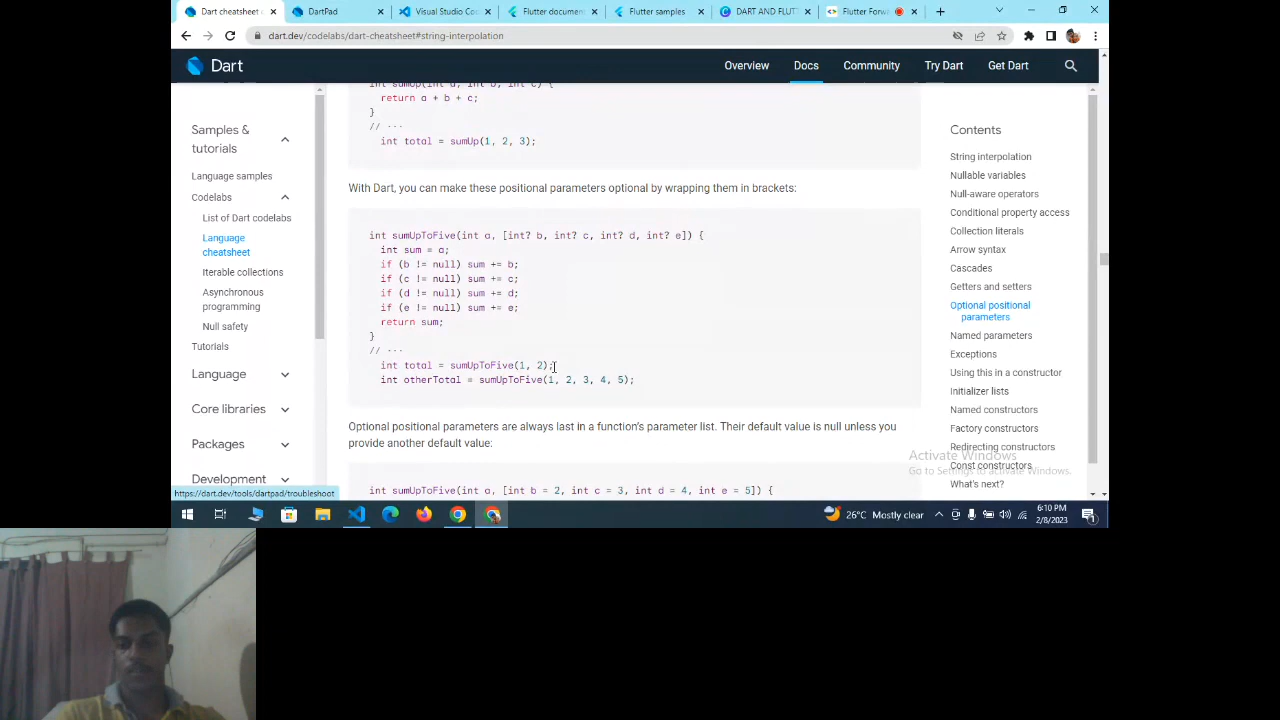 Dart cheatsheet
DartPad
Visual Studio Co
Flutter documen
Flutter samples
DART AND FLUT
Flutter Forw
dart.dev/codelabs/dart-cheatsheet#string-interpolation
Dart
Overview
Docs
Community
Try Dart
Get Dart
Samples &
tutorials
Language samples
Codelabs
List of Dart codelabs
Language
cheatsheet
Iterable collections
Asynchronous
programming
Null safety
Tutorials
Language
Core libraries
Packages
Development
https://dart.dev/tools/dartpad/troubleshoot
int sumUp(int a, int b, int c) {
return a + b + c;
}
// ···
int total = sumUp(1, 2, 3);
With Dart, you can make these positional parameters optional by wrapping them in brackets:
int sumUpToFive(int a, [int? b, int? c, int? d, int? e]) {
int sum = a;
if (b != null) sum += b;
if (c != null) sum += c;
if (d != null) sum += d;
if (e != null) sum += e;
return sum;
}
// ···
int total = sumUpToFive(1, 2);
int otherTotal = sumUpToFive(1, 2, 3, 4, 5);
Optional positional parameters are always last in a function's parameter list. Their default value is null unless you
provide another default value:
int sumUpToFive(int a, [int b = 2, int c = 3, int d = 4, int e = 5]) {
Contents
String interpolation
Nullable variables
Null-aware operators
Conditional property access
Collection literals
Arrow syntax
Cascades
Getters and setters
Optional positional
parameters
Named parameters
Exceptions
Using this in a constructor
Initializer lists
Named constructors
Factory constructors
Redirecting constructors
Const constructors
What's next?
Activate Windows
Go to Settings to activate Windows.
26°C Mostly clear
6:10 PM
2/8/2023
1